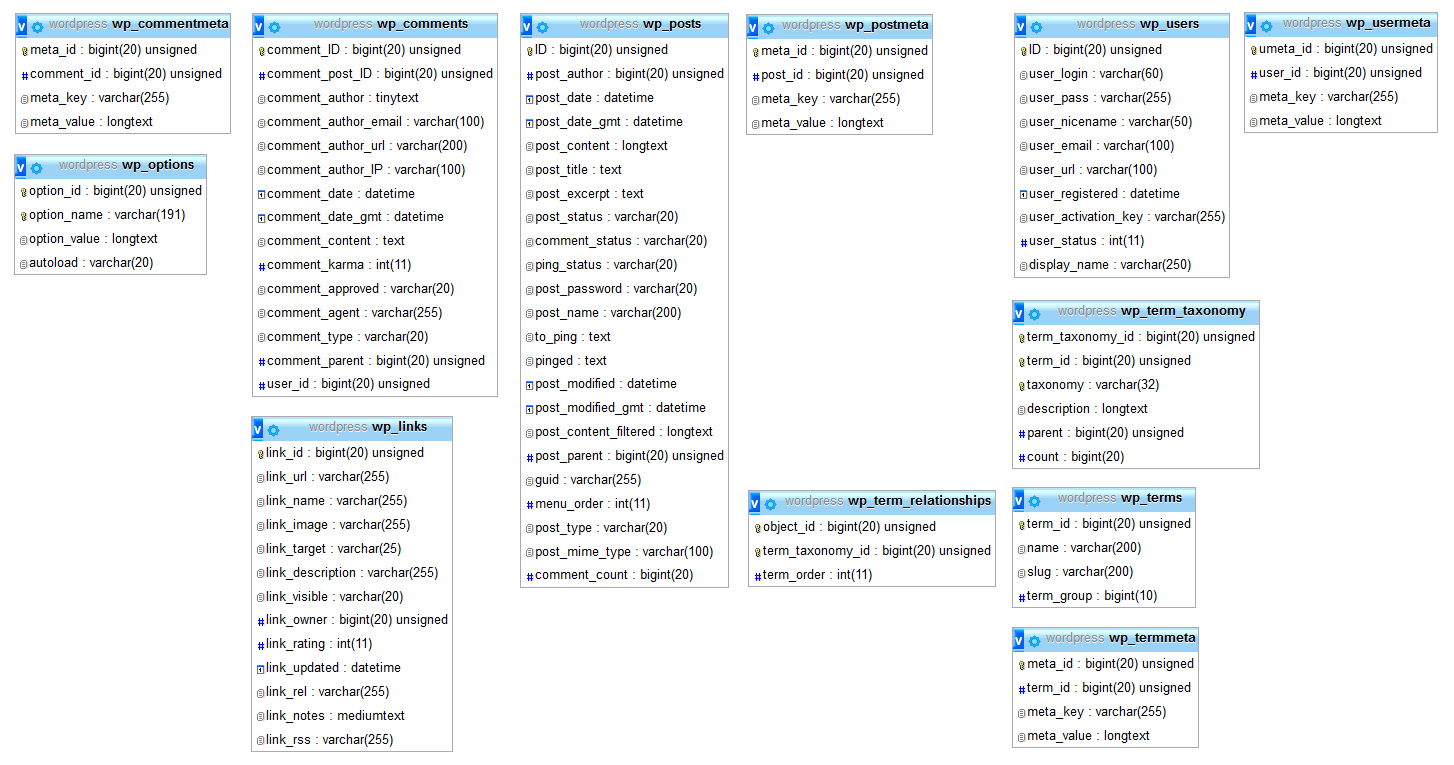 wordpress wp_commentmeta
meta_id : bigint(20) unsigned
comment_id : bigint(20) unsigned
meta_key : varchar(255)
meta_value : longtext
wordpress wp_options
option_id : bigint(20) unsigned
option_name : varchar(191)
option_value : longtext
autoload : varchar(20)
wordpress wp_comments
comment_ID : bigint(20) unsigned
comment_post_ID : bigint(20) unsigned
comment_author : tinytext
comment_author_email : varchar(100)
comment_author_url : varchar(200)
comment_author_IP : varchar(100)
comment_date : datetime
comment_date_gmt : datetime
comment_content : text
comment_karma : int(11)
comment_approved : varchar(20)
comment_agent : varchar(255)
comment_type : varchar(20)
comment_parent : bigint(20) unsigned
user_id : bigint(20) unsigned
wordpress wp_links
link_id : bigint(20) unsigned
link_url : varchar(255)
link_name : varchar(255)
link_image : varchar(255)
link_target : varchar(25)
link_description : varchar(255)
link_visible : varchar(20)
link_owner : bigint(20) unsigned
link_rating : int(11)
link_updated : datetime
link_rel : varchar(255)
link_notes : mediumtext
link_rss : varchar(255)
wordpress wp_posts
ID : bigint(20) unsigned
post_author : bigint(20) unsigned
post_date : datetime
post_date_gmt : datetime
post_content : longtext
post_title : text
post_excerpt : text
post_status : varchar(20)
comment_status : varchar(20)
ping_status : varchar(20)
post_password : varchar(20)
post_name : varchar(200)
to_ping : text
pinged : text
post_modified : datetime
post_modified_gmt : datetime
post_content_filtered : longtext
post_parent : bigint(20) unsigned
guid : varchar(255)
menu_order : int(11)
post_type : varchar(20)
post_mime_type : varchar(100)
comment_count : bigint(20)
wordpress wp_postmeta
meta_id : bigint(20) unsigned
post_id : bigint(20) unsigned
meta_key : varchar(255)
meta_value : longtext
wordpress wp_term_relationships
object_id : bigint(20) unsigned
term_taxonomy_id : bigint(20) unsigned
term_order : int(11)
wordpress wp_users
ID : bigint(20) unsigned
user_login : varchar(60)
user_pass : varchar(255)
user_nicename : varchar(50)
user_email : varchar(100)
user_url : varchar(100)
user_registered : datetime
user_activation_key : varchar(255)
user_status : int(11)
display_name : varchar(250)
wordpress wp_term_taxonomy
term_taxonomy_id : bigint(20) unsigned
term_id : bigint(20) unsigned
taxonomy : varchar(32)
description : longtext
parent : bigint(20) unsigned
count : bigint(20)
wordpress wp_terms
term_id : bigint(20) unsigned
name : varchar(200)
slug : varchar(200)
term_group : bigint(10)
wordpress wp_termmeta
meta_id : bigint(20) unsigned
term_id : bigint(20) unsigned
meta_key : varchar(255)
meta_value : longtext
wordpress wp_usermeta
umeta_id : bigint(20) unsigned
user_id : bigint(20) unsigned
meta_key : varchar(255)
meta_value : longtext